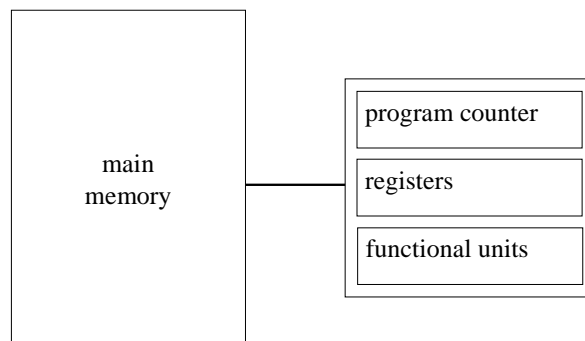 main
memory
program counter
registers
functional units